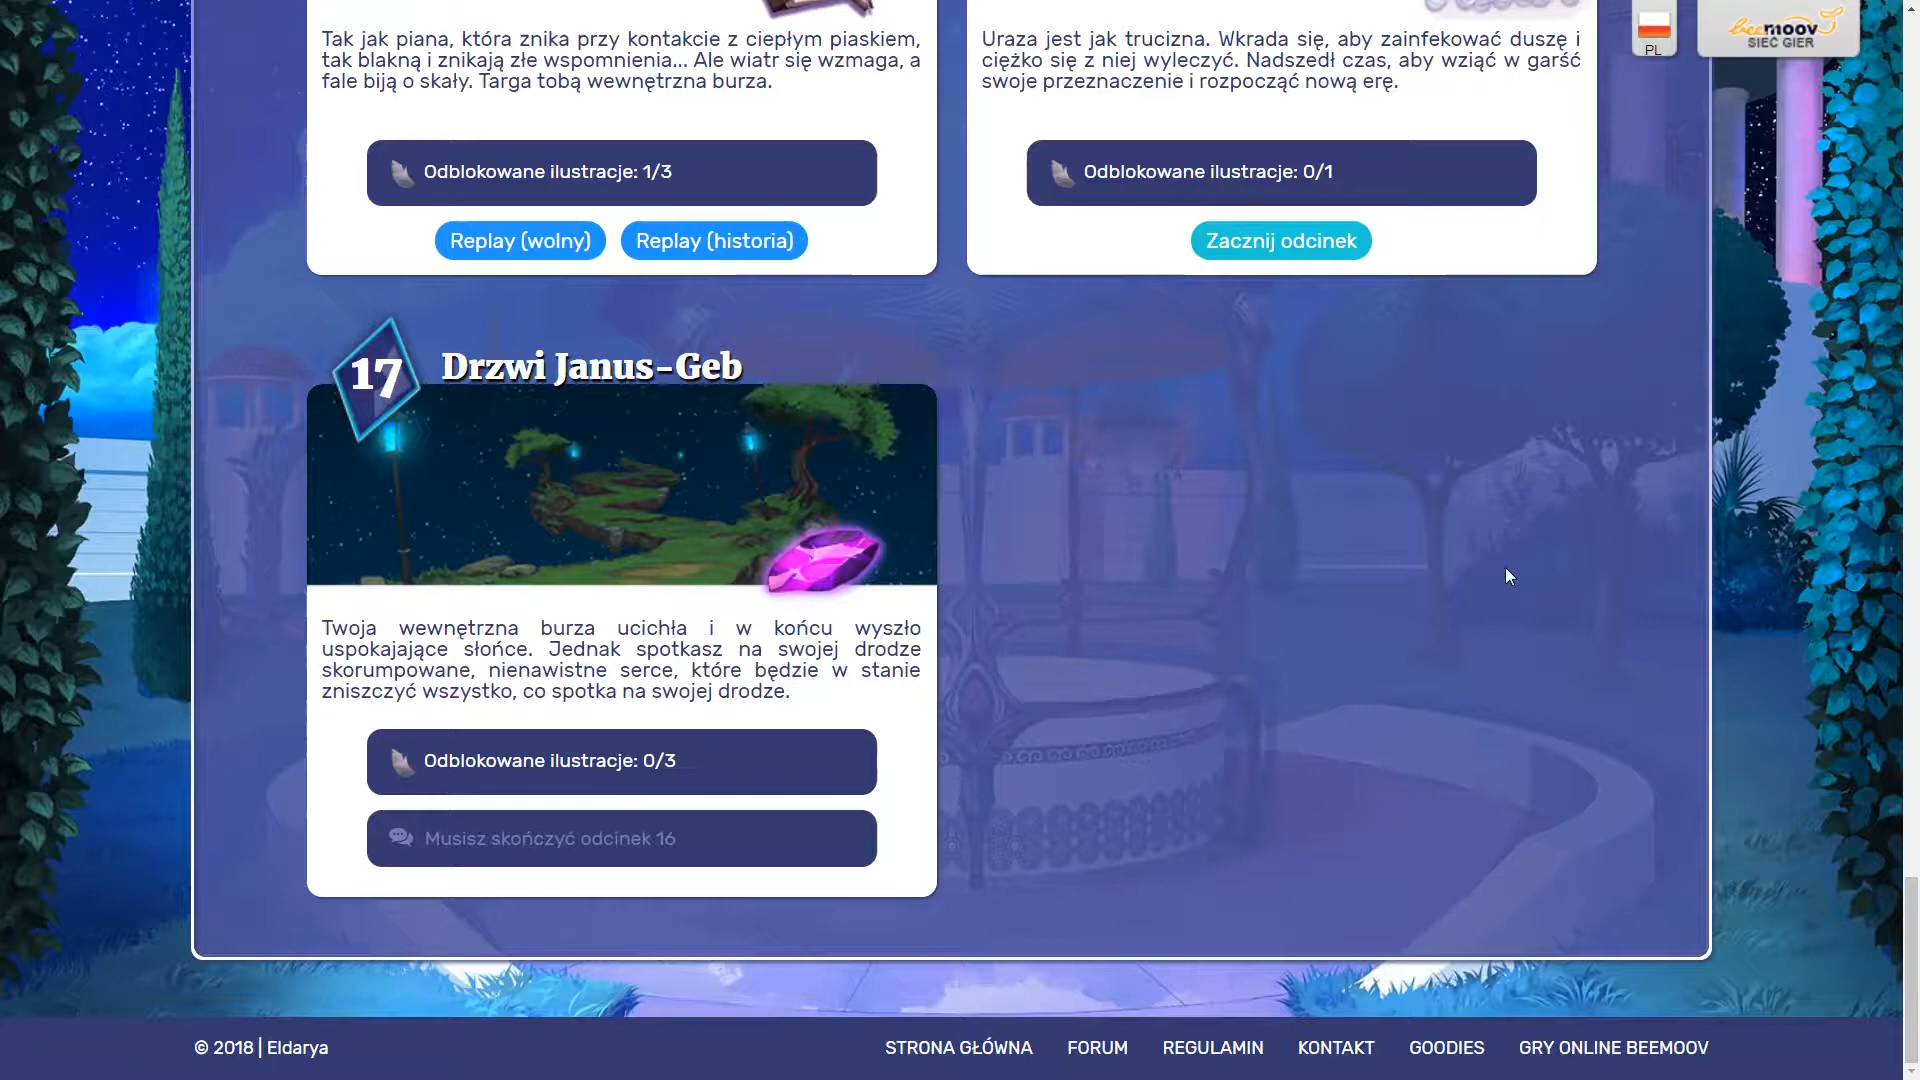 Tak jak piana, która znika przy kontakcie z ciepłym piaskiem,
tak blakną i znikają złe wspomnienia... Ale wiatr się wzmaga, a
fale biją o skały. Targa tobą wewnętrzna burza.
Odblokowane ilustracje: 1/3
Replay (wolny)
Replay (historia)
Uraza jest jak trucizna. Wkrada się, aby zainfekować duszę i
ciężko się z niej wyleczyć. Nadszedł czas, aby wziąć w garść
swoje przeznaczenie i rozpocząć nową erę.
Odblokowane ilustracje: 0/1
Zacznij odcinek
PL
beemoov
SIEĆ GIER
17
Drzwi Janus-Geb
Twoja wewnętrzna burza ucichła i w końcu wyszło
uspokajające słońce. Jednak spotkasz na swojej drodze
skorumpowane, nienawistne serce, które będzie w stanie
zniszczyć wszystko, co spotka na swojej drodze.
Odblokowane ilustracje: 0/3
Musisz skończyć odcinek 16
© 2018 | Eldarya
STRONA GŁÓWNA
FORUM
REGULAMIN
KONTAKT
GOODIES
GRY ONLINE BEEMOOV